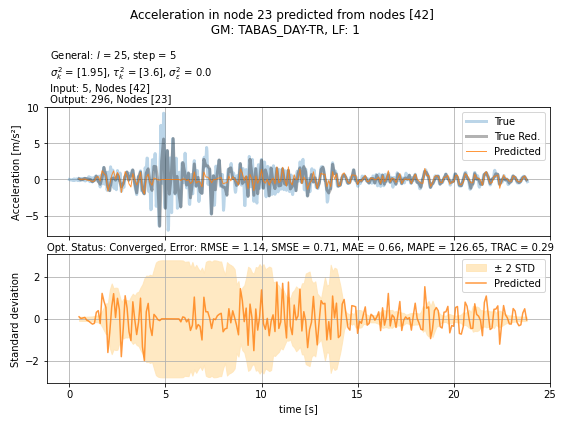 Acceleration in node 23 predicted from nodes [42]
GM: TABAS_DAY-TR, LF: 1
General: l = 25, step = 5
σ²ₖ = [1.95], τ²ₖ = [3.6], σ²ε = 0.0
Input: 5, Nodes [42]
Output: 296, Nodes [23]
10
5
0
−5
Acceleration [m/s²]
True
True Red.
Predicted
Opt. Status: Converged, Error: RMSE = 1.14, SMSE = 0.71, MAE = 0.66, MAPE = 126.65, TRAC = 0.29
2
0
−2
Standard deviation
± 2 STD
Predicted
0 5 10 15 20 25
time [s]